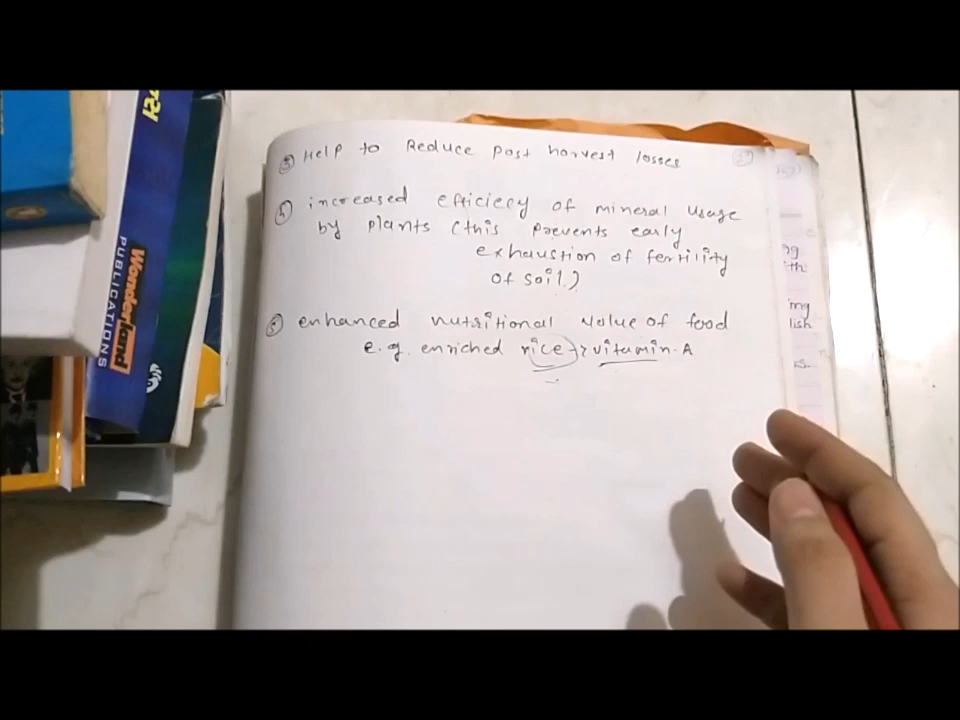 ③ Help to Reduce post harvest losses
④ increased efficiecy of mineral usage
by plants (this prevents early
exhaustion of fertility
of soil)
⑤ enhanced nutritional value of food
e.g. enriched rice → vitamin-A
Wonderland
PUBLICATIONS